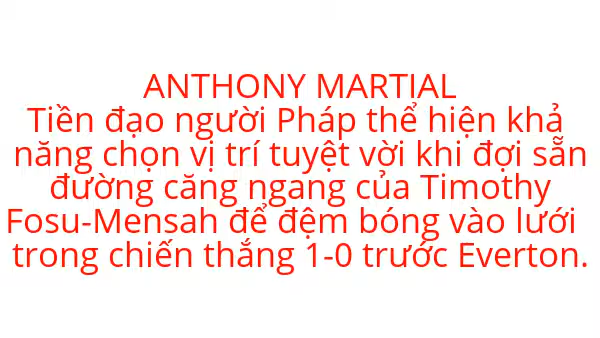 ANTHONY MARTIAL
Tiền đạo người Pháp thể hiện khả
năng chọn vị trí tuyệt vời khi đợi sẵn
đường căng ngang của Timothy
Fosu-Mensah để đệm bóng vào lưới
trong chiến thắng 1-0 trước Everton.